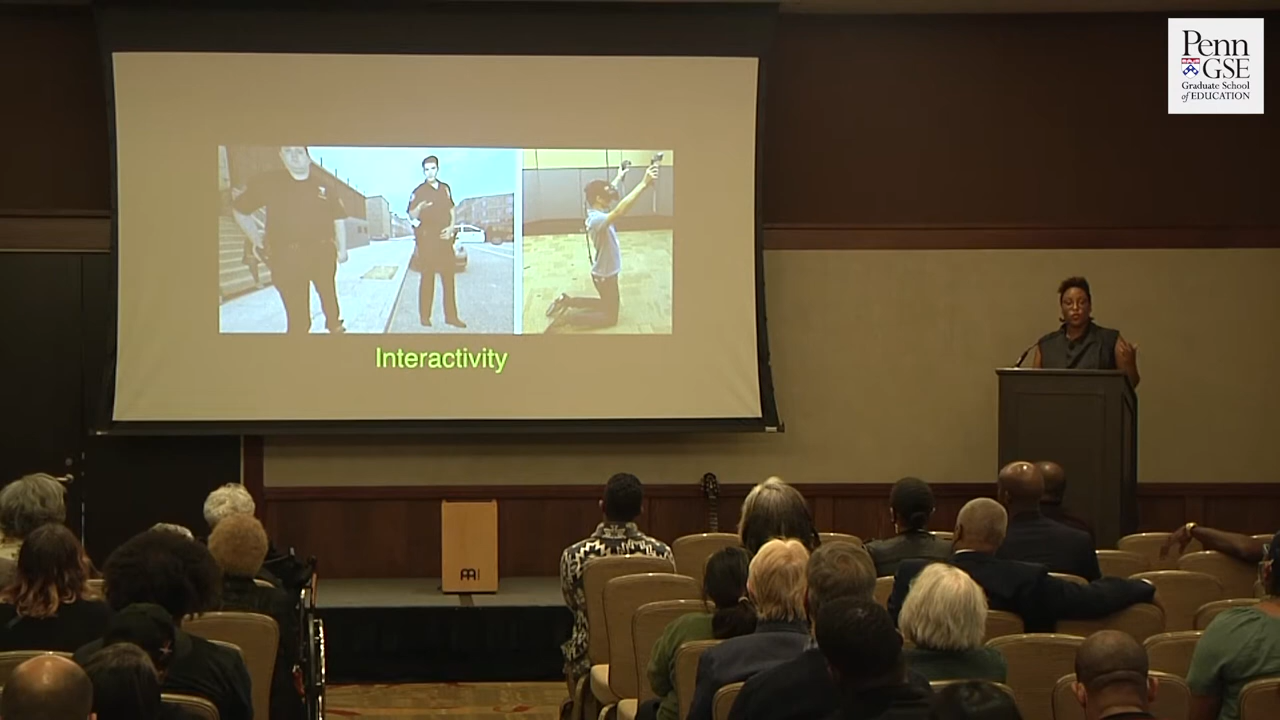 Penn
GSE
Graduate School
of EDUCATION
Interactivity